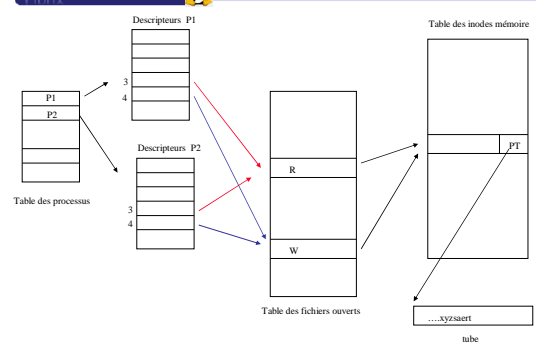 Linux
Descripteurs P1
Table des inodes mémoire
3
4
P1
P2
PT
Descripteurs P2
R
Table des processus
3
4
W
Table des fichiers ouverts
....xyzsaert
tube